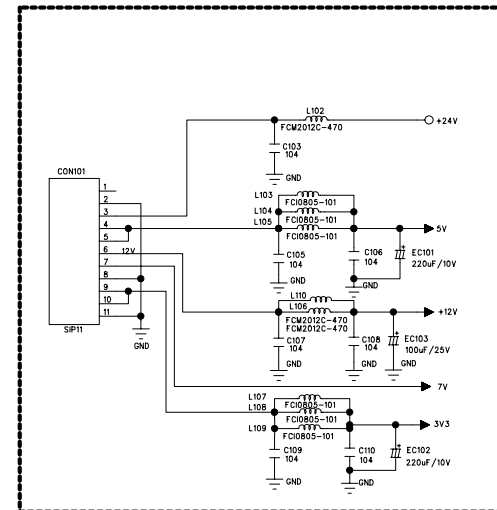 L102
+24V
FCM2012C-470
C103
104
GND
CON101
1
2
3
4
5
6
7
8
9
10
11
12V
SIP11
GND
L103
FCI0805-101
L104
FCI0805-101
L105
FCI0805-101
5V
C105
104
C106
104
EC101
220uF/10V
GND
L110
L106
FCM2012C-470
FCM2012C-470
+12V
C107
104
C108
104
EC103
100uF/25V
GND
GND
7V
L107
FCI0805-101
L108
FCI0805-101
L109
FCI0805-101
3V3
C109
104
C110
104
EC102
220uF/10V
GND
GND